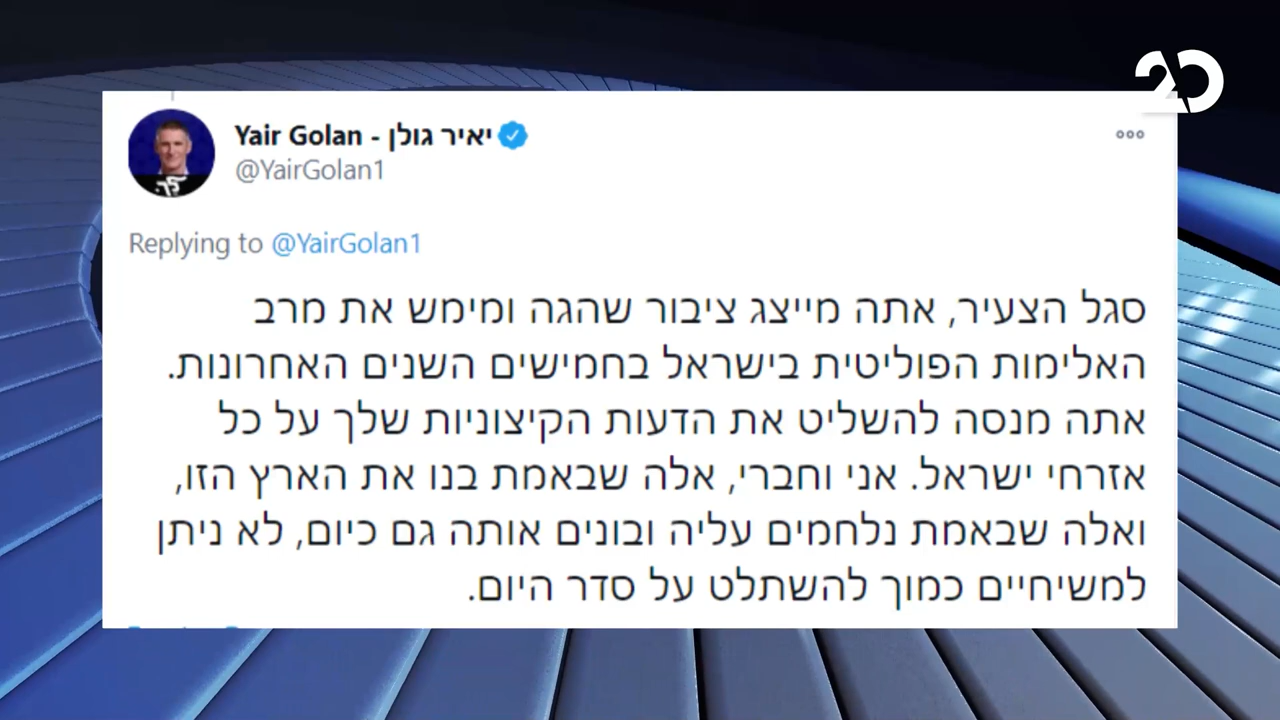 20
Yair Golan - יאיר גולן
@YairGolan1
Replying to @YairGolan1
סגל הצעיר, אתה מייצג ציבור שהגה ומימש את מרב
האלימות הפוליטית בישראל בחמישים השנים האחרונות.
אתה מנסה להשליט את הדעות הקיצוניות שלך על כל
אזרחי ישראל. אני וחברי, אלה שבאמת בנו את הארץ הזו,
ואלה שבאמת נלחמים עליה ובונים אותה גם כיום, לא ניתן
למשיחיים כמוך להשתלט על סדר היום.